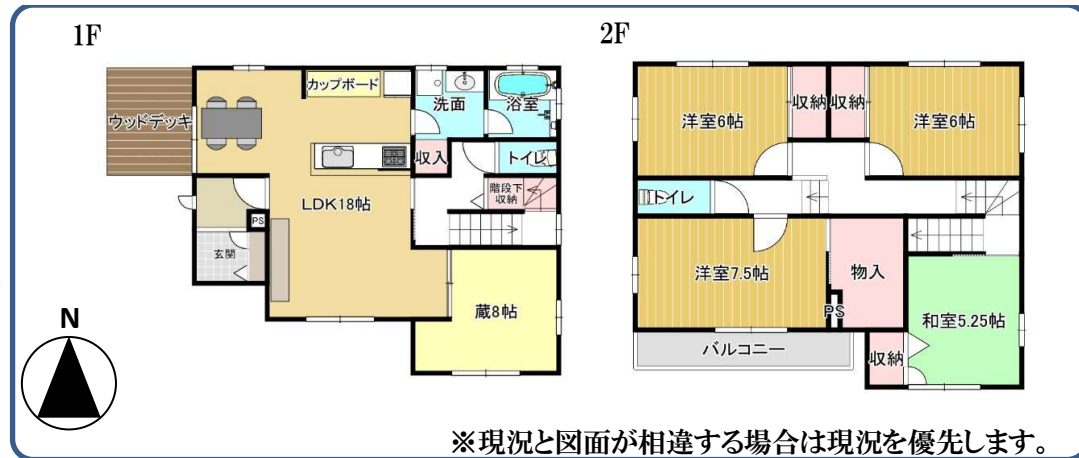 1F
2F
カップボード
ウッドデッキ
洗面
浴室
収入
トイレ
階段下
収納
LDK18帖
PS
玄関
蔵8帖
洋室6帖
収納
収納
洋室6帖
トイレ
洋室7.5帖
物入
PS
和室5.25帖
収納
バルコニー
N
※現況と図面が相違する場合は現況を優先します。